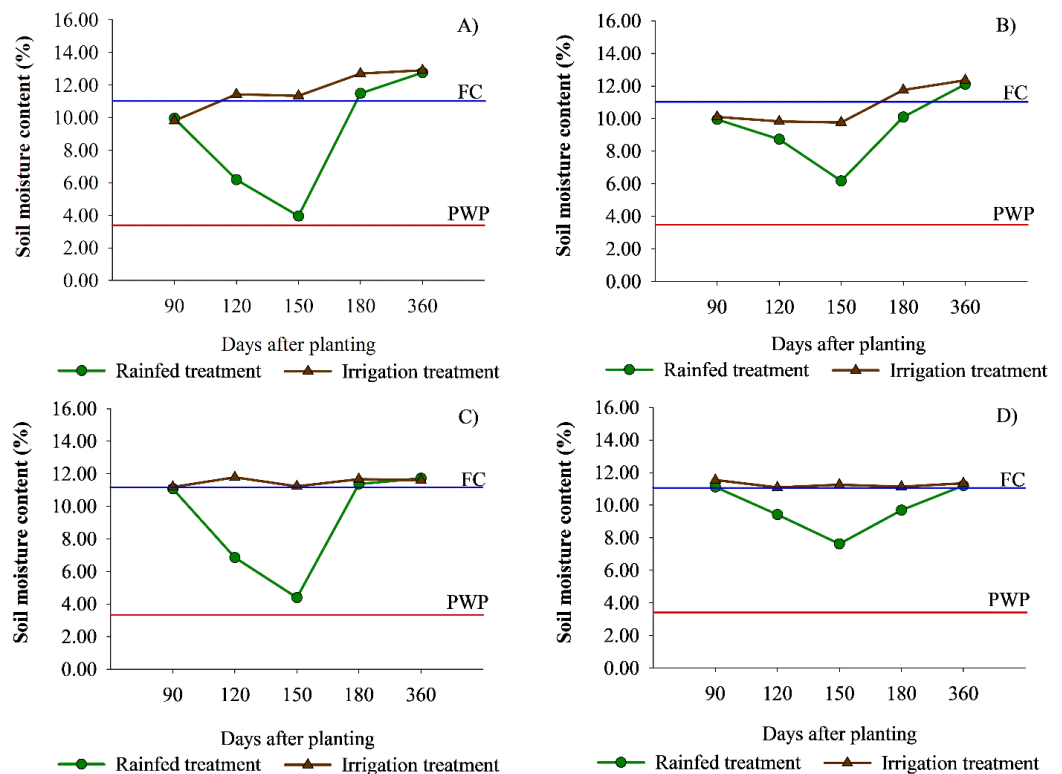 A)
16.00
14.00
12.00
10.00
8.00
6.00
4.00
2.00
0.00
Soil moisture content (%)
FC
PWP
90 120 150 180 360
Days after planting
Rainfed treatment Irrigation treatment
B)
16.00
14.00
12.00
10.00
8.00
6.00
4.00
2.00
0.00
Soil moisture content (%)
FC
PWP
90 120 150 180 360
Days after planting
Rainfed treatment Irrigation treatment
C)
16.00
14.00
12.00
10.00
8.00
6.00
4.00
2.00
0.00
Soil moisture content (%)
FC
PWP
90 120 150 180 360
Days after planting
Rainfed treatment Irrigation treatment
D)
16.00
14.00
12.00
10.00
8.00
6.00
4.00
2.00
0.00
Soil moisture content (%)
FC
PWP
90 120 150 180 360
Days after planting
Rainfed treatment Irrigation treatment